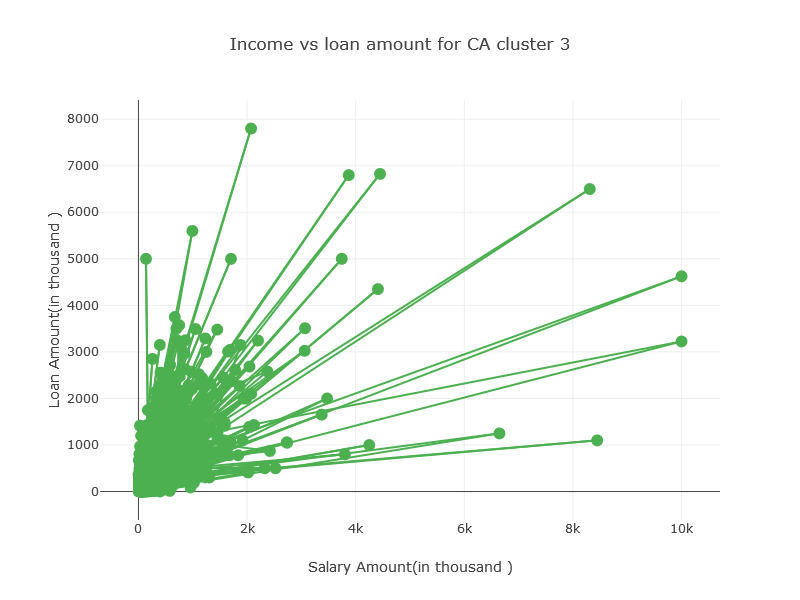 Income vs loan amount for CA cluster 3
8000
7000
6000
5000
4000
3000
2000
1000
0
Loan Amount(in thousand )
0
2k
4k
6k
8k
10k
Salary Amount(in thousand )